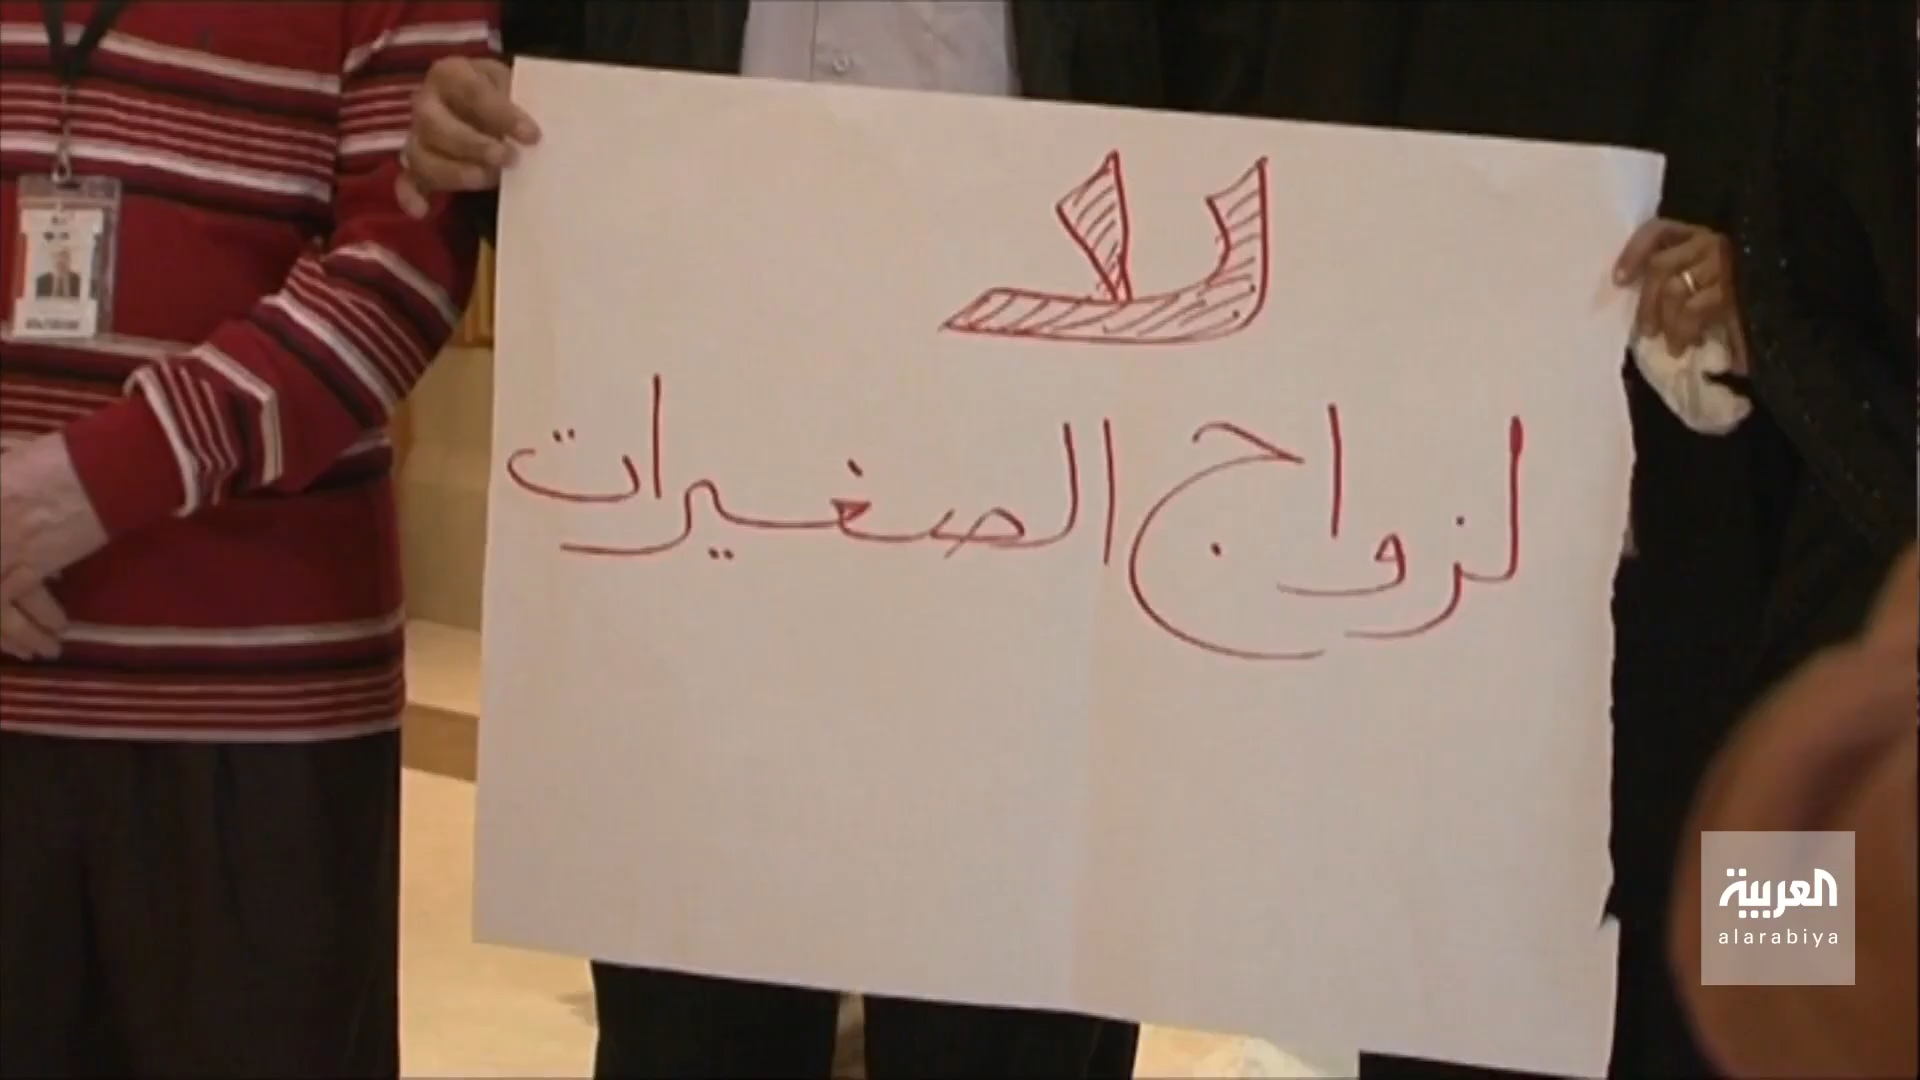 لا
لزواج الصغيرات
العربية
alarabiya